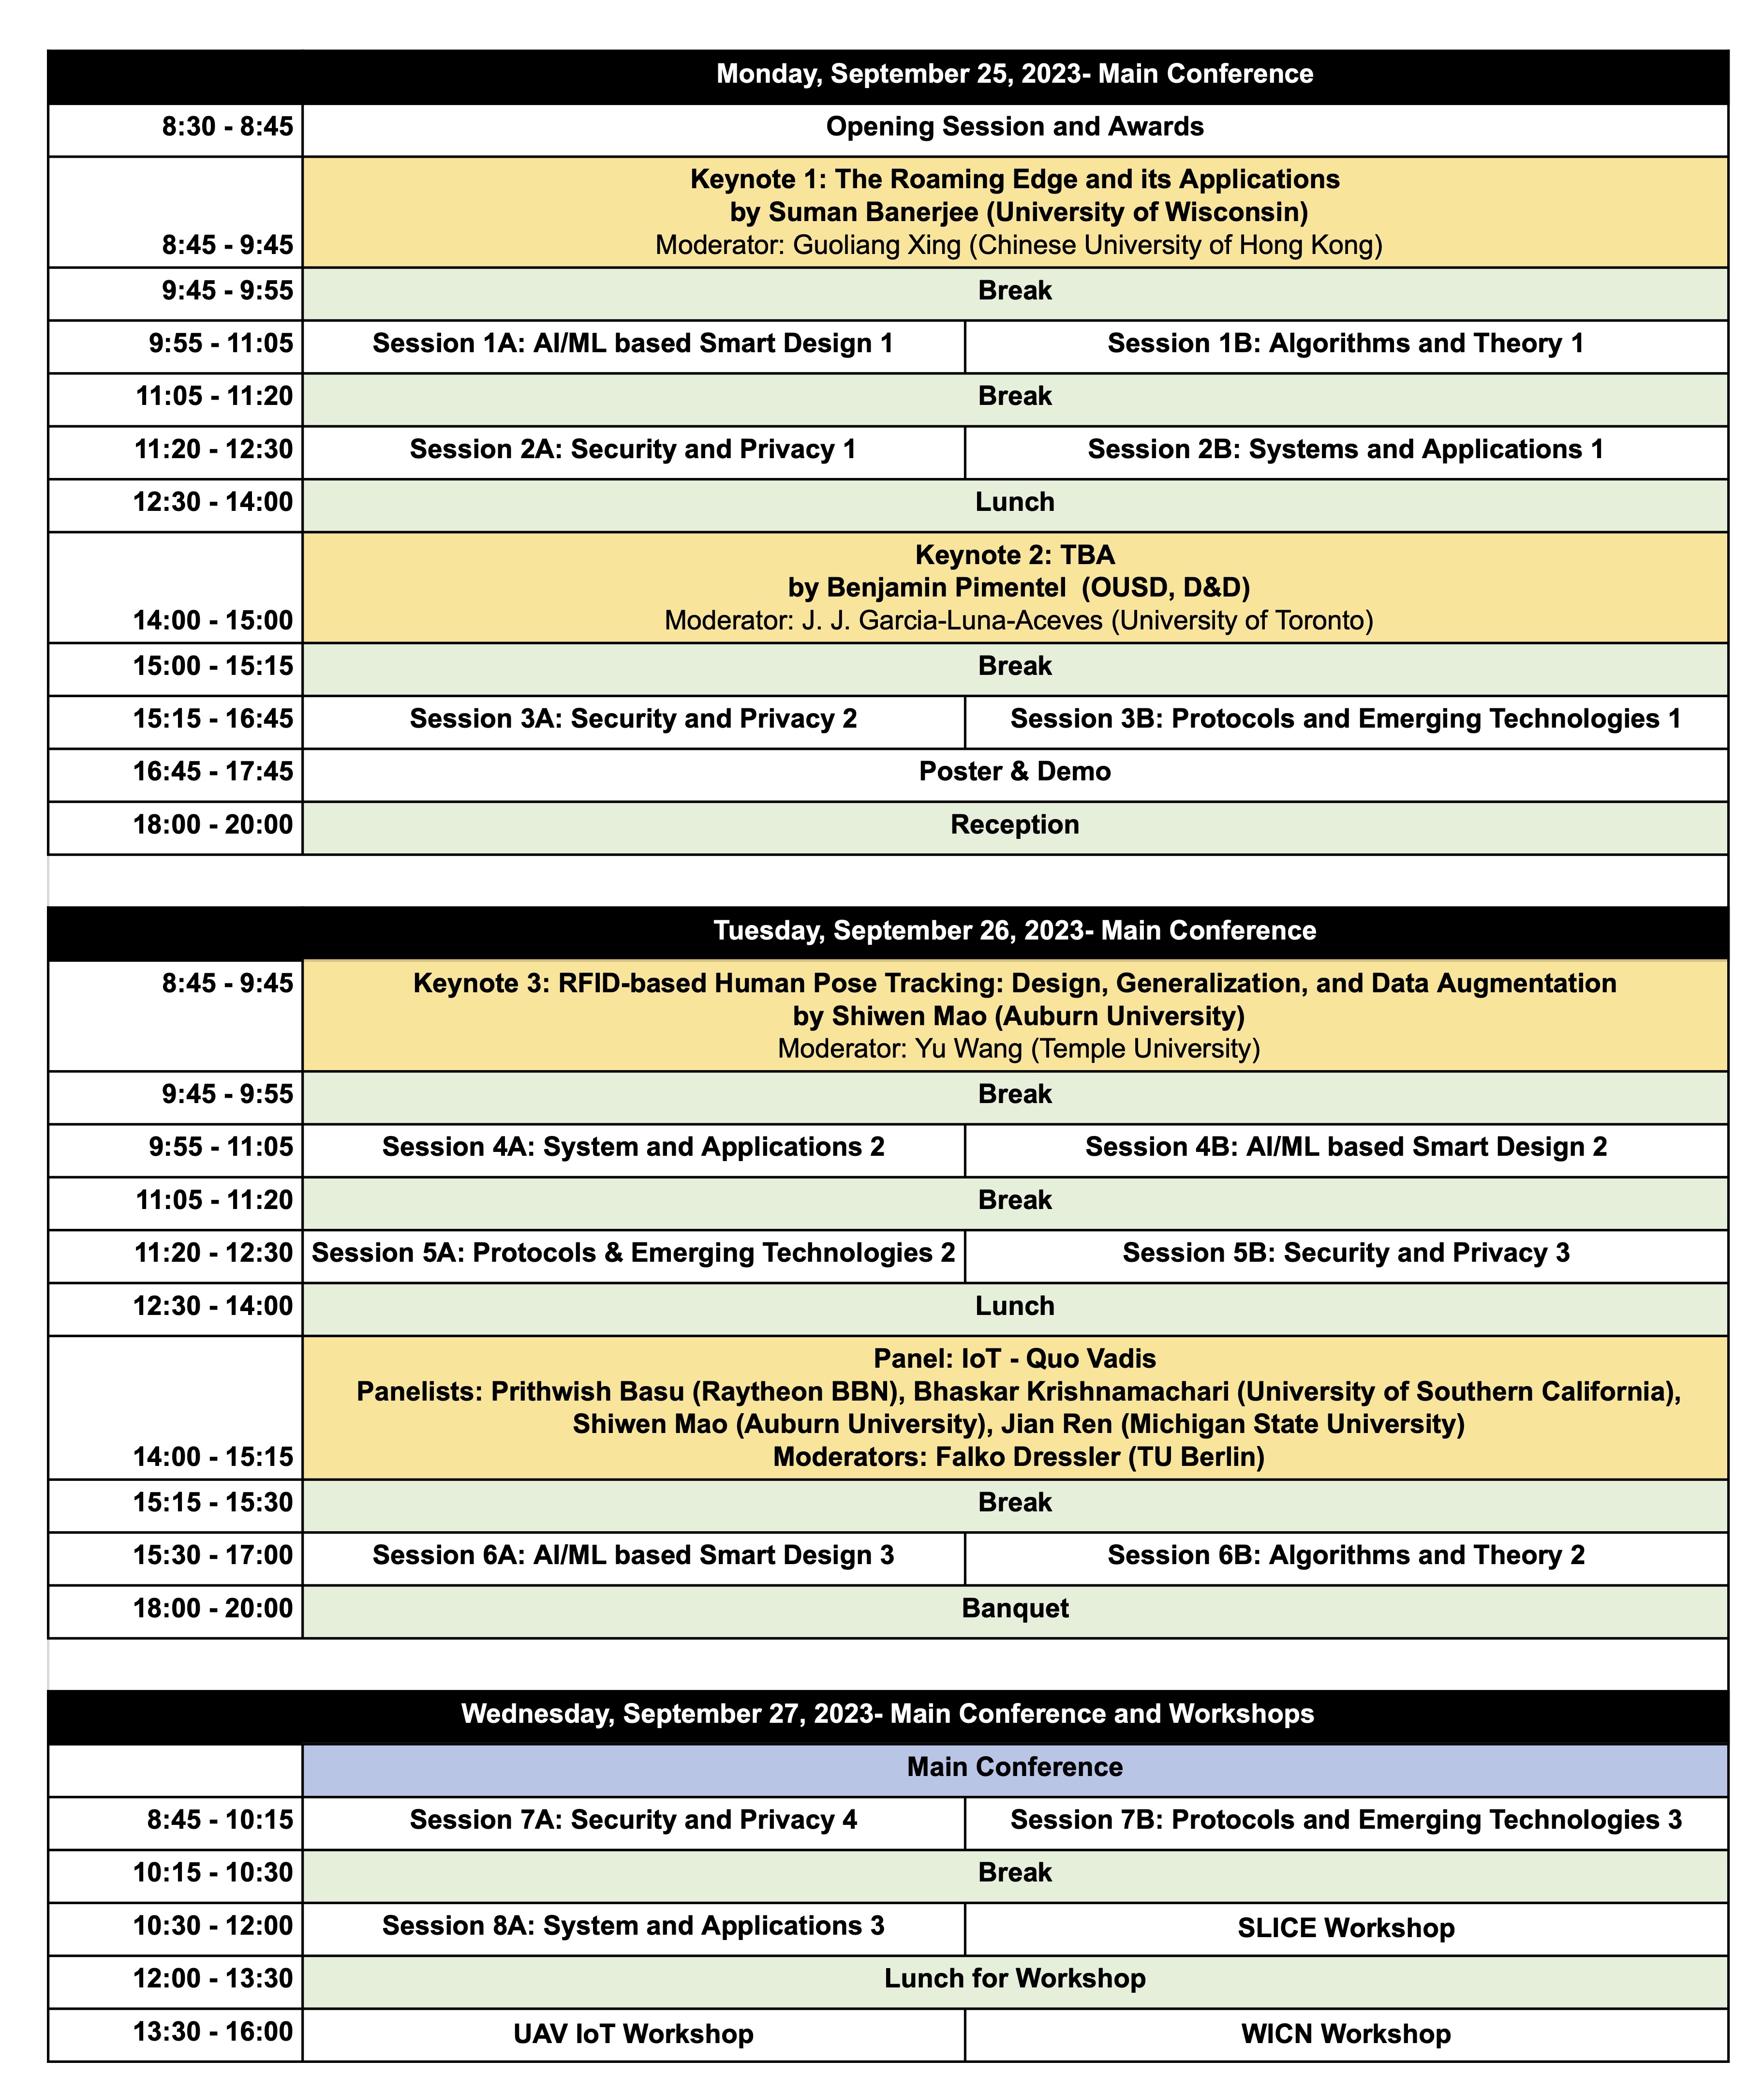 Monday, September 25, 2023- Main Conference
8:30 - 8:45 Opening Session and Awards
Keynote 1: The Roaming Edge and its Applications
by Suman Banerjee (University of Wisconsin)
8:45 - 9:45 Moderator: Guoliang Xing (Chinese University of Hong Kong)
9:45 - 9:55 Break
9:55 - 11:05 Session 1A: AI/ML based Smart Design 1 Session 1B: Algorithms and Theory 1
11:05 - 11:20 Break
11:20 - 12:30 Session 2A: Security and Privacy 1 Session 2B: Systems and Applications 1
12:30 - 14:00 Lunch
Keynote 2: TBA
by Benjamin Pimentel (OUSD, D&D)
14:00 - 15:00 Moderator: J. J. Garcia-Luna-Aceves (University of Toronto)
15:00 - 15:15 Break
15:15 - 16:45 Session 3A: Security and Privacy 2 Session 3B: Protocols and Emerging Technologies 1
16:45 - 17:45 Poster & Demo
18:00 - 20:00 Reception
Tuesday, September 26, 2023- Main Conference
8:45 - 9:45 Keynote 3: RFID-based Human Pose Tracking: Design, Generalization, and Data Augmentation
by Shiwen Mao (Auburn University)
Moderator: Yu Wang (Temple University)
9:45 - 9:55 Break
9:55 - 11:05 Session 4A: System and Applications 2 Session 4B: AI/ML based Smart Design 2
11:05 - 11:20 Break
11:20 - 12:30 Session 5A: Protocols & Emerging Technologies 2 Session 5B: Security and Privacy 3
12:30 - 14:00 Lunch
Panel: IoT - Quo Vadis
Panelists: Prithwish Basu (Raytheon BBN), Bhaskar Krishnamachari (University of Southern California),
Shiwen Mao (Auburn University), Jian Ren (Michigan State University)
14:00 - 15:15 Moderators: Falko Dressler (TU Berlin)
15:15 - 15:30 Break
15:30 - 17:00 Session 6A: AI/ML based Smart Design 3 Session 6B: Algorithms and Theory 2
18:00 - 20:00 Banquet
Wednesday, September 27, 2023- Main Conference and Workshops
Main Conference
8:45 - 10:15 Session 7A: Security and Privacy 4 Session 7B: Protocols and Emerging Technologies 3
10:15 - 10:30 Break
10:30 - 12:00 Session 8A: System and Applications 3 SLICE Workshop
12:00 - 13:30 Lunch for Workshop
13:30 - 16:00 UAV IoT Workshop WICN Workshop